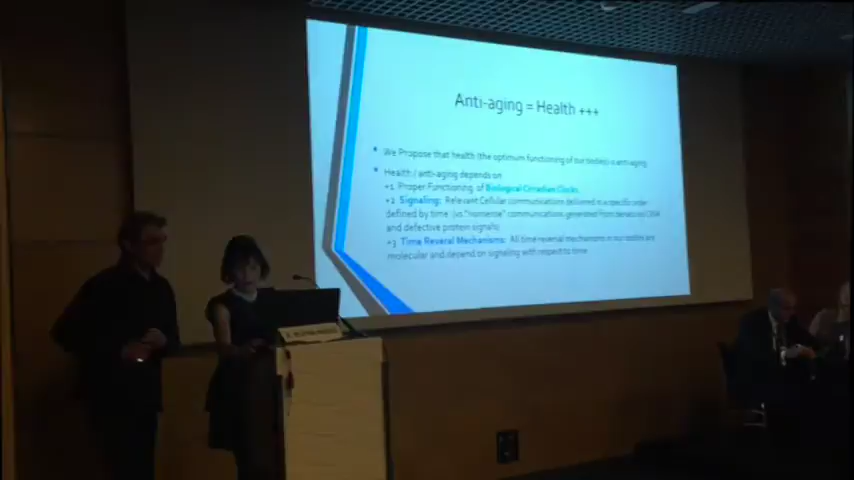 Anti-aging = Health +++
We Propose that health (the optimum functioning of our bodies) is anti-aging
Health / anti-aging depends on
+1 Proper Functioning of Biological Circadian Clocks
+2 Signaling: Relevant Cellular communications delivered in a specific order
defined by time (vs "nonsense" communications generated from DNA
and defective protein signals)
+3 Time Reveral Mechanisms: All time reversal mechanisms in our bodies are
molecular and depend on signaling with respect to time